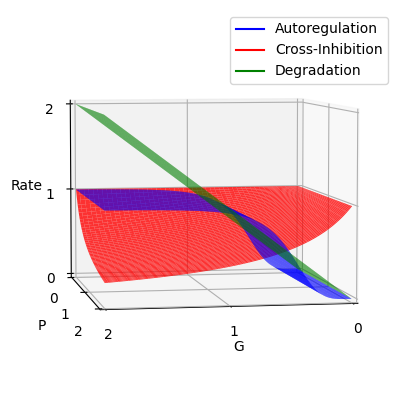 Autoregulation
Cross-Inhibition
Degradation
2
Rate
1
0
0
1
P
2
2
1
0
G